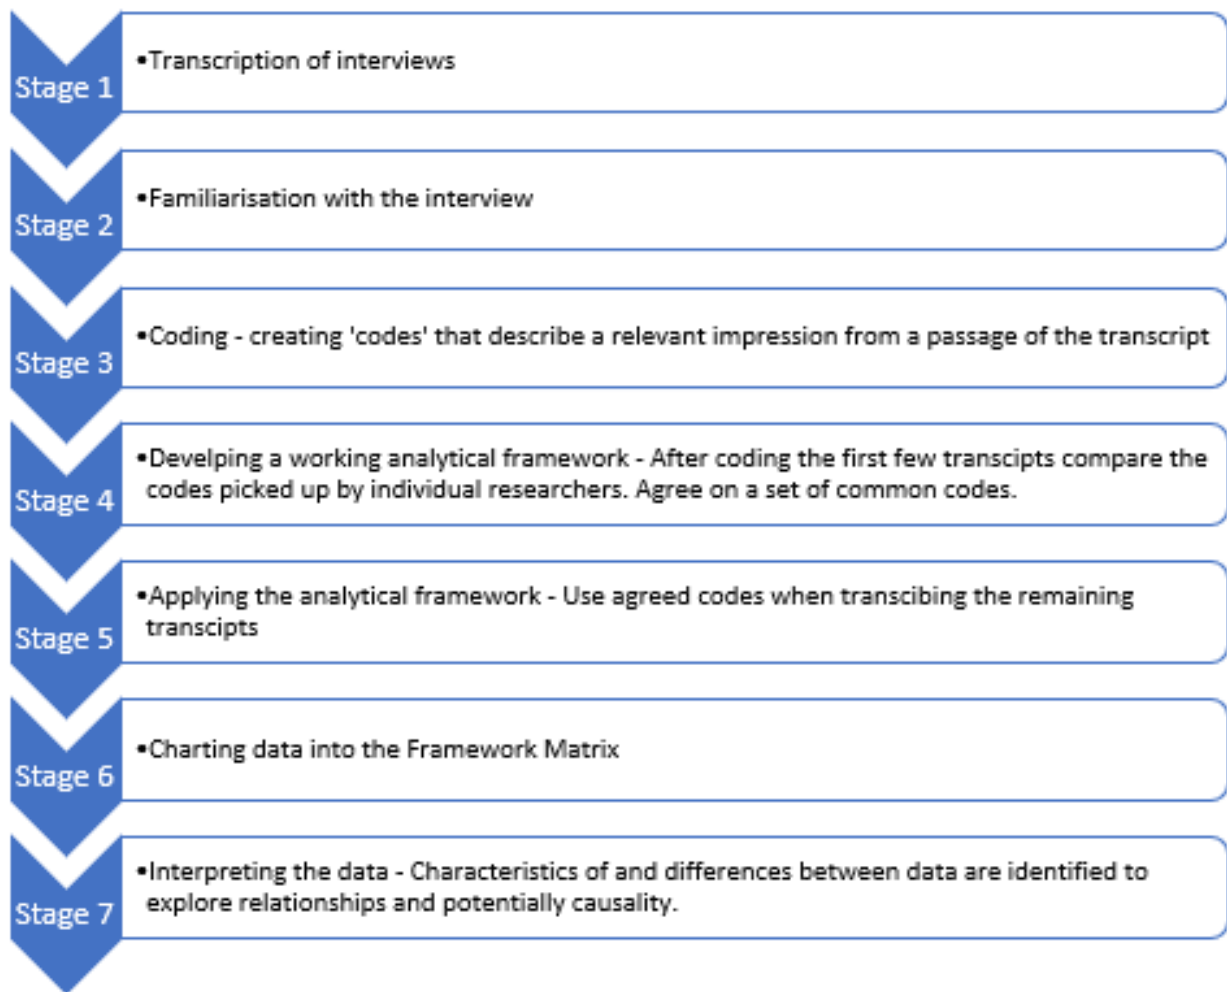 Stage 1
•Transcription of interviews
Stage 2
•Familiarisation with the interview
Stage 3
•Coding - creating 'codes' that describe a relevant impression from a passage of the transcript
Stage 4
•Develping a working analytical framework - After coding the first few transcipts compare the
codes picked up by individual researchers. Agree on a set of common codes.
Stage 5
•Applying the analytical framework - Use agreed codes when transcibing the remaining
transcipts
Stage 6
•Charting data into the Framework Matrix
Stage 7
•Interpreting the data - Characteristics of and differences between data are identified to
explore relationships and potentially causality.